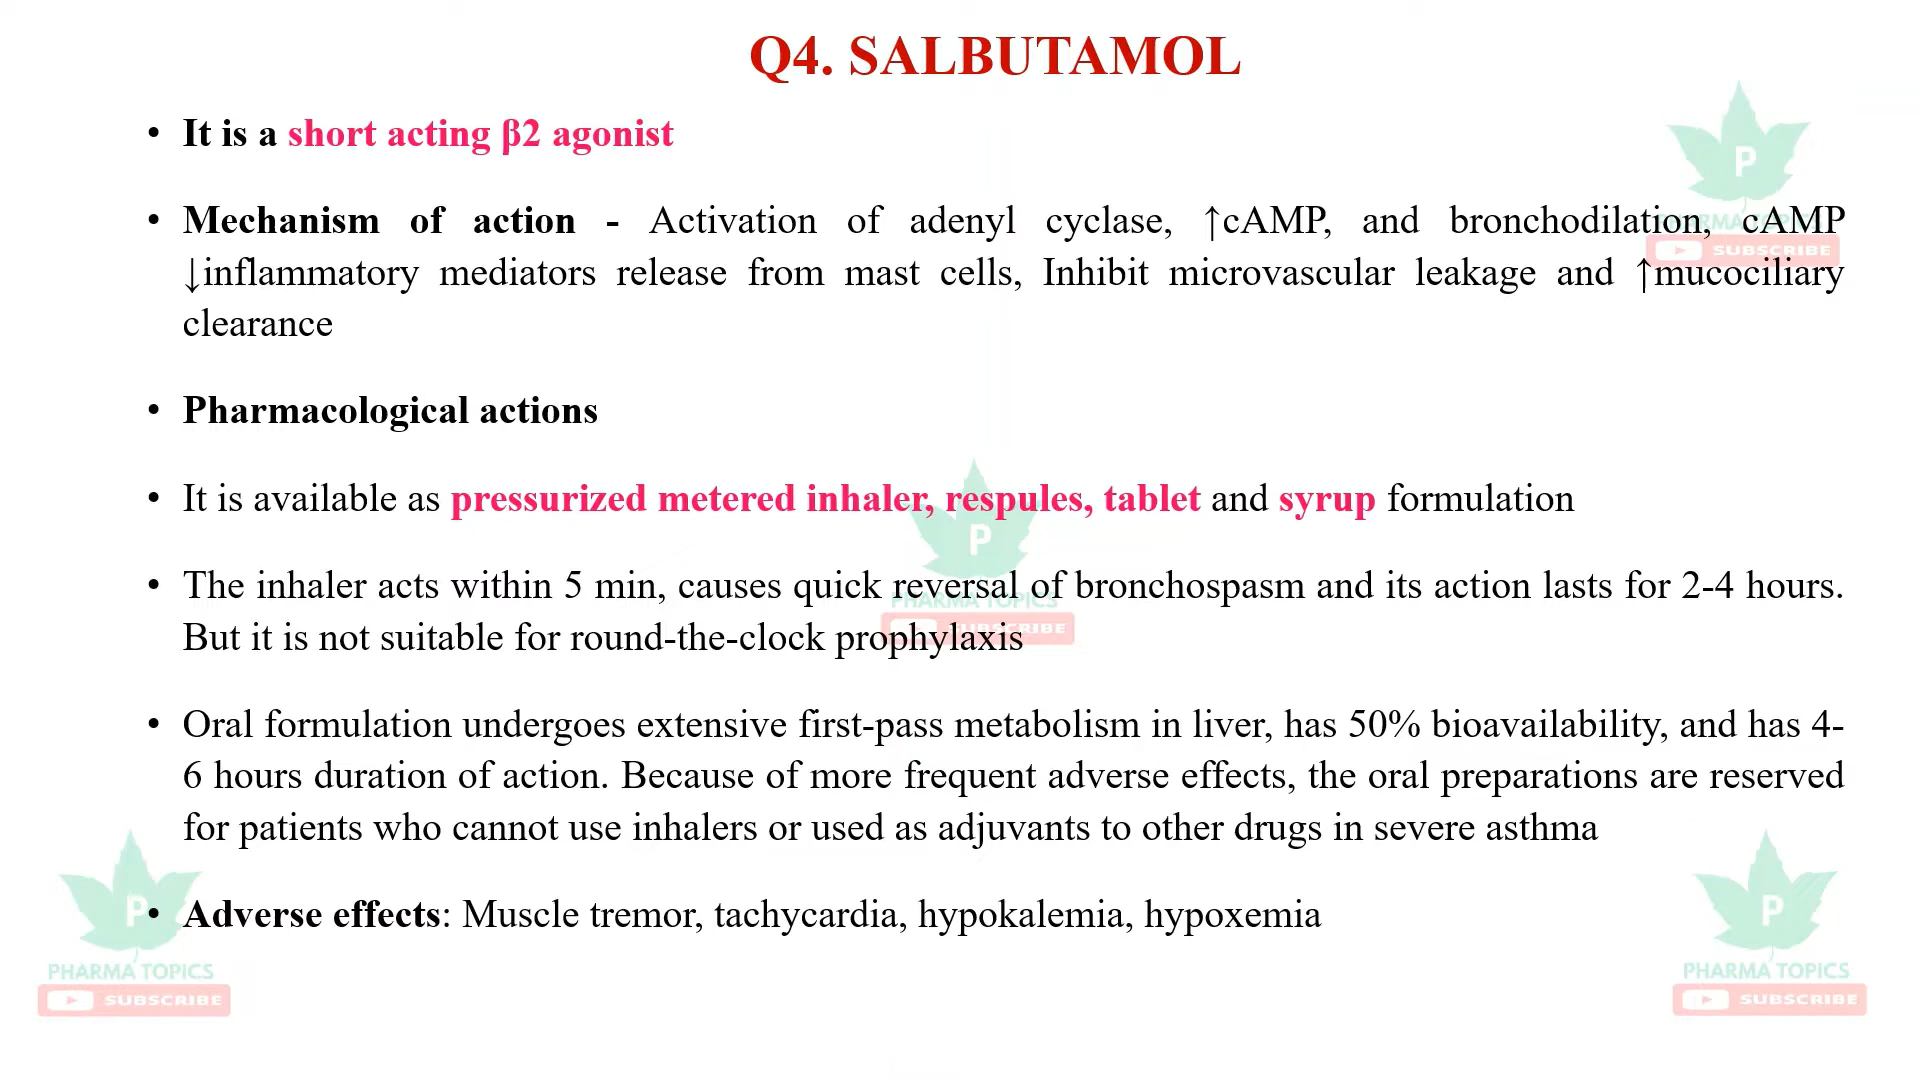 Q4. SALBUTAMOL
• It is a short acting β2 agonist
• Mechanism of action - Activation of adenyl cyclase, ↑cAMP, and bronchodilation, cAMP
↓inflammatory mediators release from mast cells, Inhibit microvascular leakage and ↑mucociliary
clearance
• Pharmacological actions
• It is available as pressurized metered inhaler, respules, tablet and syrup formulation
• The inhaler acts within 5 min, causes quick reversal of bronchospasm and its action lasts for 2-4 hours.
But it is not suitable for round-the-clock prophylaxis
• Oral formulation undergoes extensive first-pass metabolism in liver, has 50% bioavailability, and has 4-
6 hours duration of action. Because of more frequent adverse effects, the oral preparations are reserved
for patients who cannot use inhalers or used as adjuvants to other drugs in severe asthma
• Adverse effects: Muscle tremor, tachycardia, hypokalemia, hypoxemia
P
PHARMA TOPICS
SUBSCRIBE
P
PHARMA TOPICS
SUBSCRIBE
P
PHARMA TOPICS
SUBSCRIBE
P
PHARMA TOPICS
SUBSCRIBE